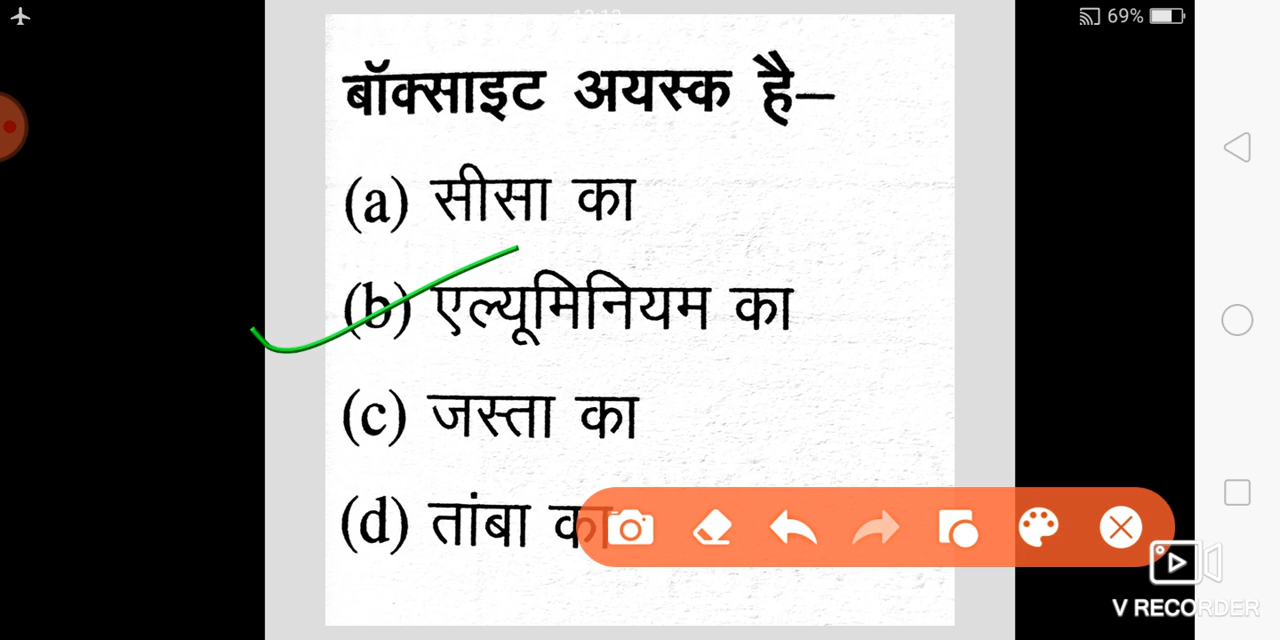 69%
बॉक्साइट अयस्क है–
(a) सीसा का
(b) एल्यूमिनियम का
(c) जस्ता का
(d) तांबा का
V RECORDER